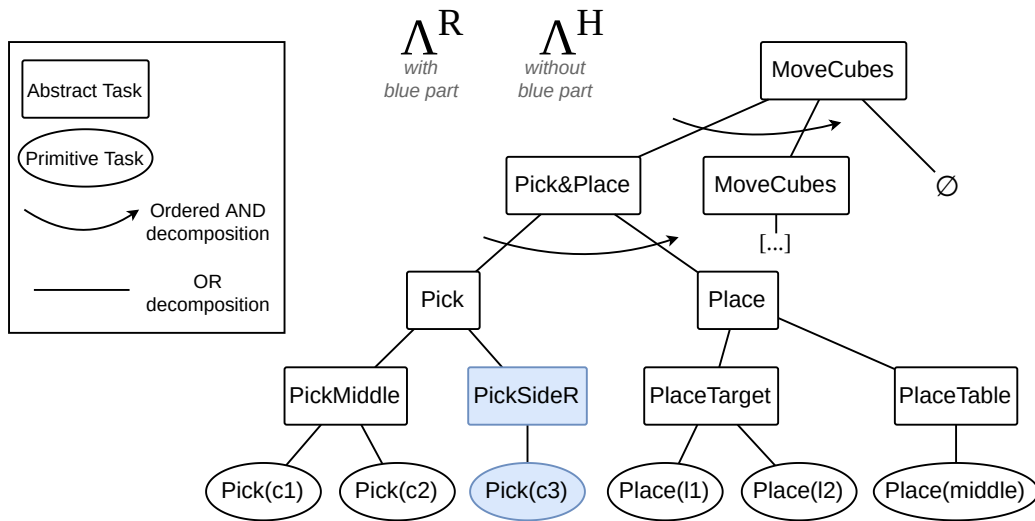 Λ^R
with
blue part
Λ^H
without
blue part
Abstract Task
Primitive Task
Ordered AND
decomposition
OR
decomposition
MoveCubes
Pick&Place
MoveCubes
∅
[...]
Pick
Place
PickMiddle
PickSideR
PlaceTarget
PlaceTable
Pick(c1)
Pick(c2)
Pick(c3)
Place(l1)
Place(l2)
Place(middle)